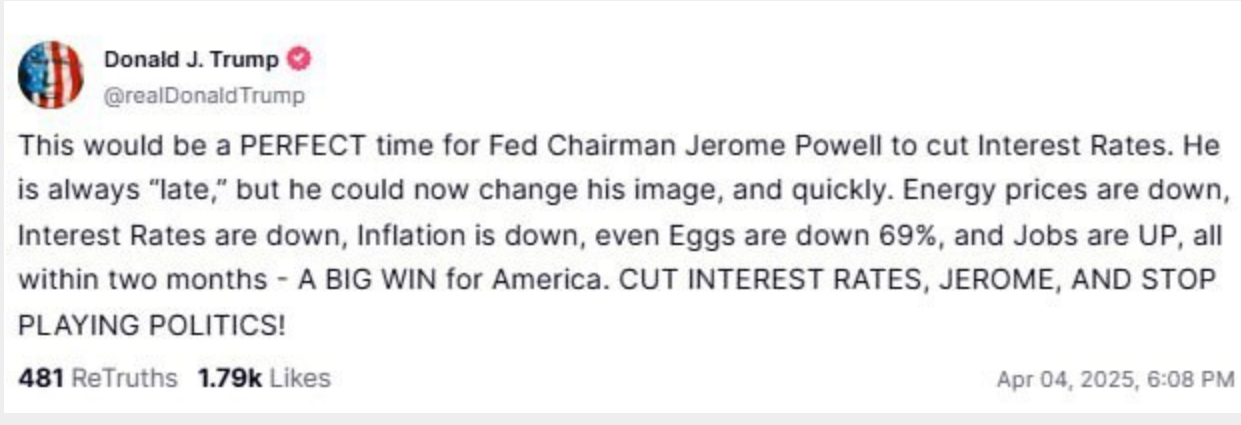 Donald J. Trump
@realDonaldTrump
This would be a PERFECT time for Fed Chairman Jerome Powell to cut Interest Rates. He
is always “late,” but he could now change his image, and quickly. Energy prices are down,
Interest Rates are down, Inflation is down, even Eggs are down 69%, and Jobs are UP, all
within two months - A BIG WIN for America. CUT INTEREST RATES, JEROME, AND STOP
PLAYING POLITICS!
481 ReTruths 1.79k Likes Apr 04, 2025, 6:08 PM